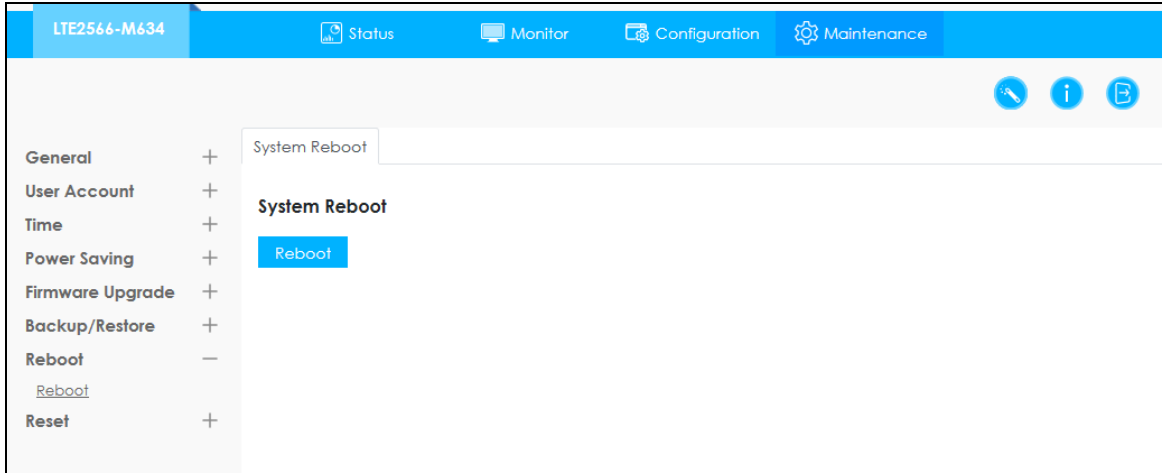 LTE2566-M634
Status
Monitor
Configuration
Maintenance
System Reboot
General
User Account
Time
Power Saving
Firmware Upgrade
Backup/Restore
Reboot
Reboot
Reset
System Reboot
Reboot